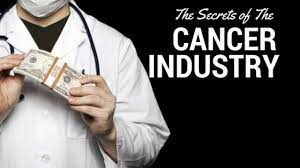 The Secrets of The
CANCER
INDUSTRY